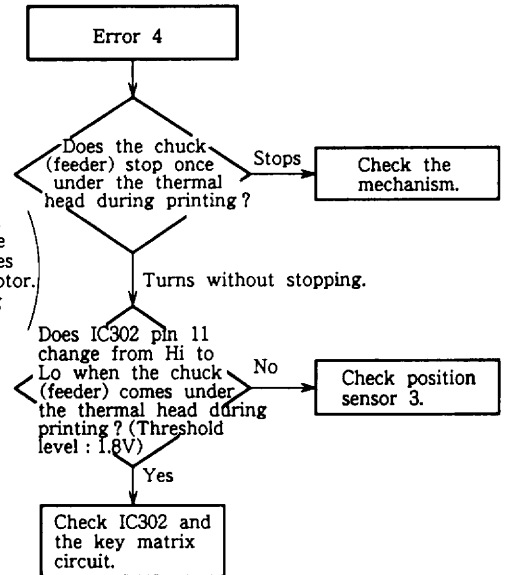 Error 4
Does the chuck
(feeder) stop once
under the thermal
head during printing?
Stops
Check the
mechanism.
Turns without stopping.
Does IC302 pin 11
change from Hi to
Lo when the chuck
(feeder) comes under
the thermal head during
printing? (Threshold
level : 1.8V)
No
Check position
sensor 3.
Yes
Check IC302 and
the key matrix
circuit.